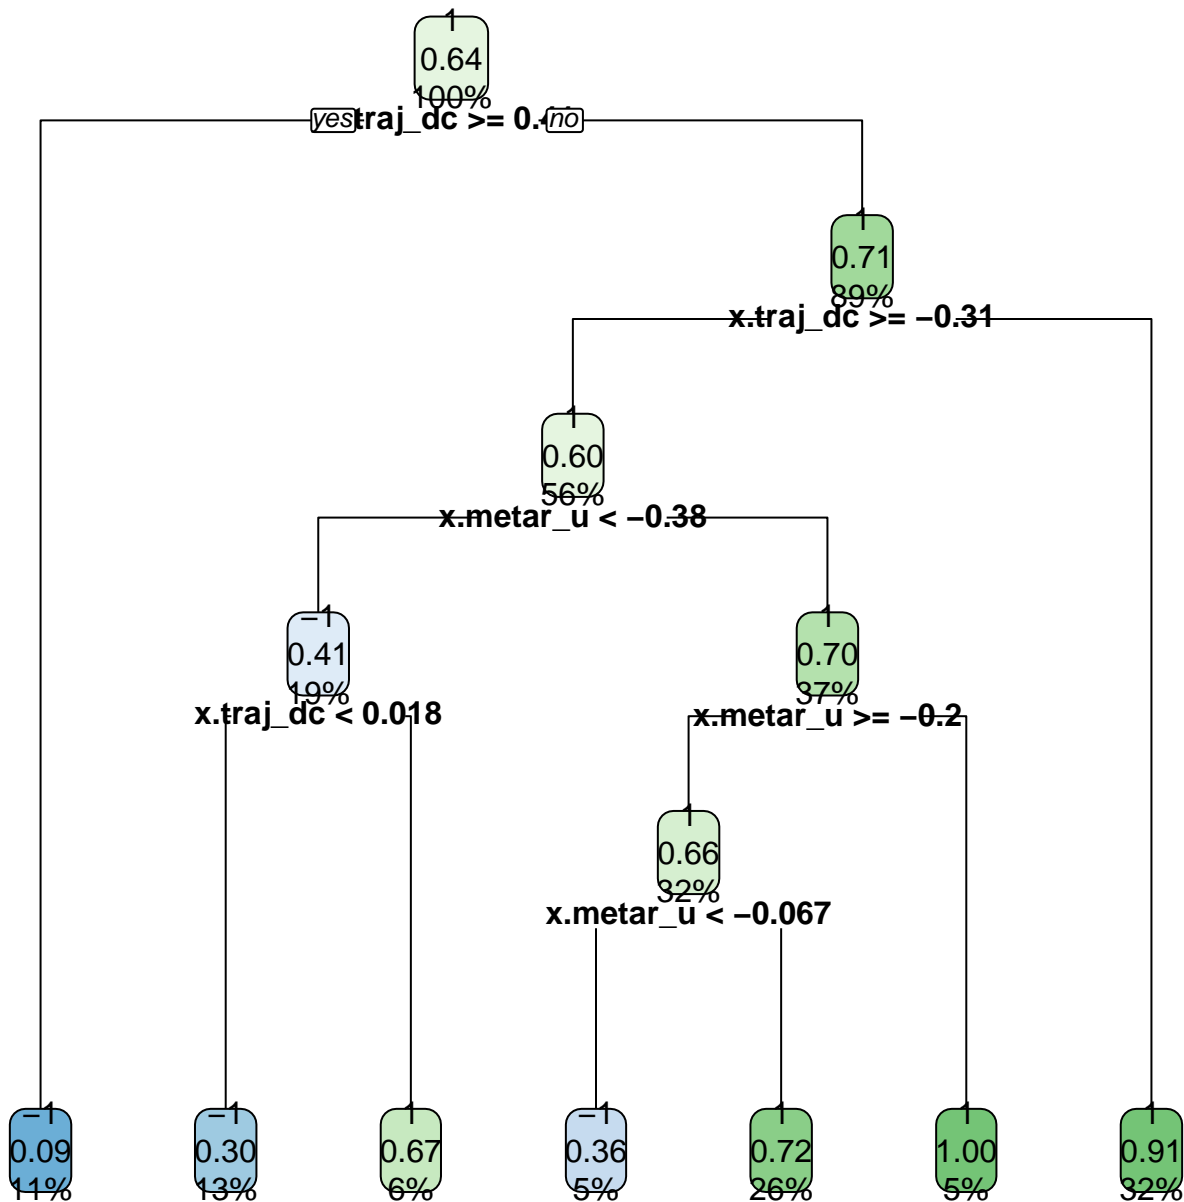 1
0.64
100%
yes traj_dc >= no
1
0.71
89%
x.traj_dc >= −0.31
1
0.60
56%
x.metar_u < −0.38
−1
0.41
19%
1
0.70
37%
x.traj_dc < 0.018
x.metar_u >= −0.2
1
0.66
32%
x.metar_u < −0.067
−1 −1 1 −1 1 1 1
0.09 0.30 0.67 0.36 0.72 1.00 0.91
11% 13% 6% 5% 26% 5% 32%